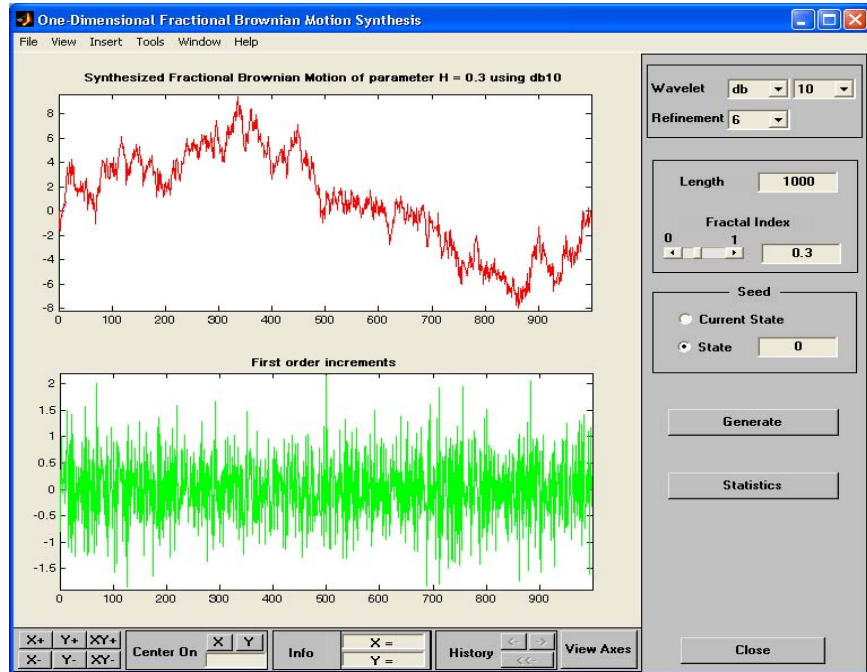 One-Dimensional Fractional Brownian Motion Synthesis
File View Insert Tools Window Help
Synthesized Fractional Brownian Motion of parameter H = 0.3 using db10
8
6
4
2
0
-2
-4
-6
-8
0 100 200 300 400 500 600 700 800 900
First order increments
2
1.5
1
0.5
0
-0.5
-1
-1.5
0 100 200 300 400 500 600 700 800 900
Wavelet db 10
Refinement 6
Length 1000
Fractal Index
0 1
0.3
Seed
Current State
State 0
Generate
Statistics
Close
X+ Y+ XY+
X- Y- XY-
Center On X Y
Info X =
Y =
History <- ->
<<-
View Axes